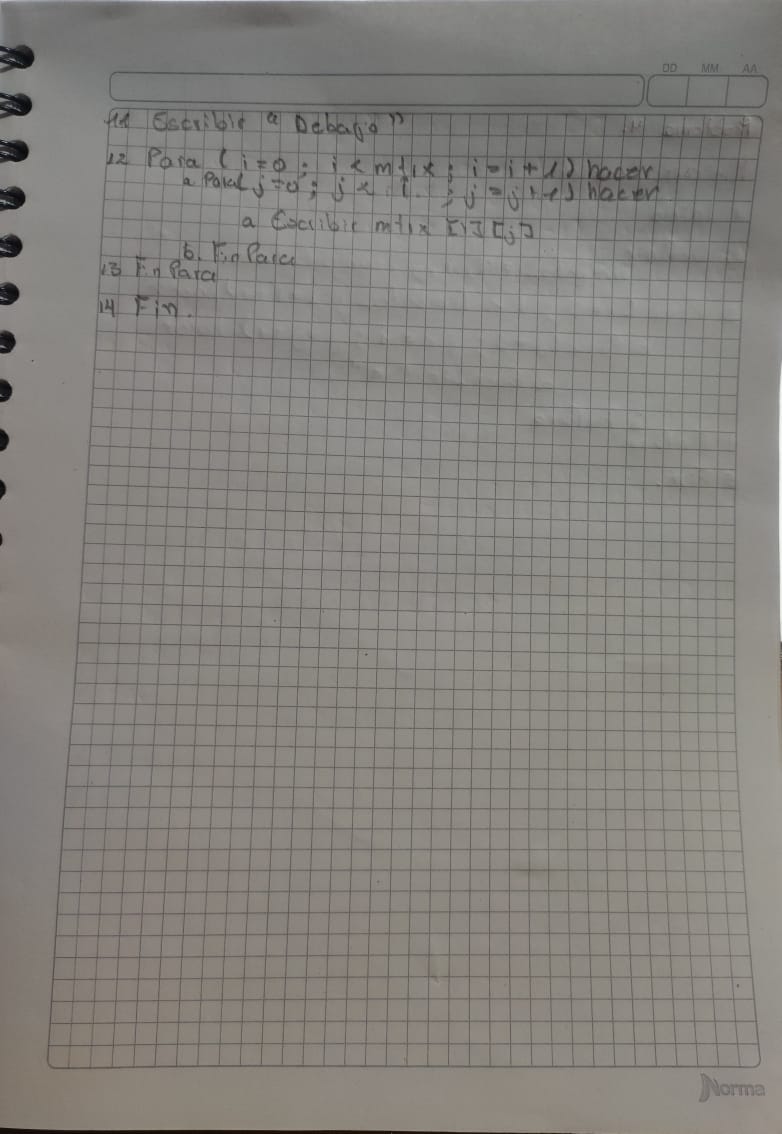 DD MM AA
11 Escribir "Debajo"
12 Para (i=0; i < mtix; i=i+1) hacer
a Para(j=0; j < i ; j=j+1) hacer
a Escribir mtix [i][j]
b. Fin Para
13 Fin Para
14 Fin.
Norma